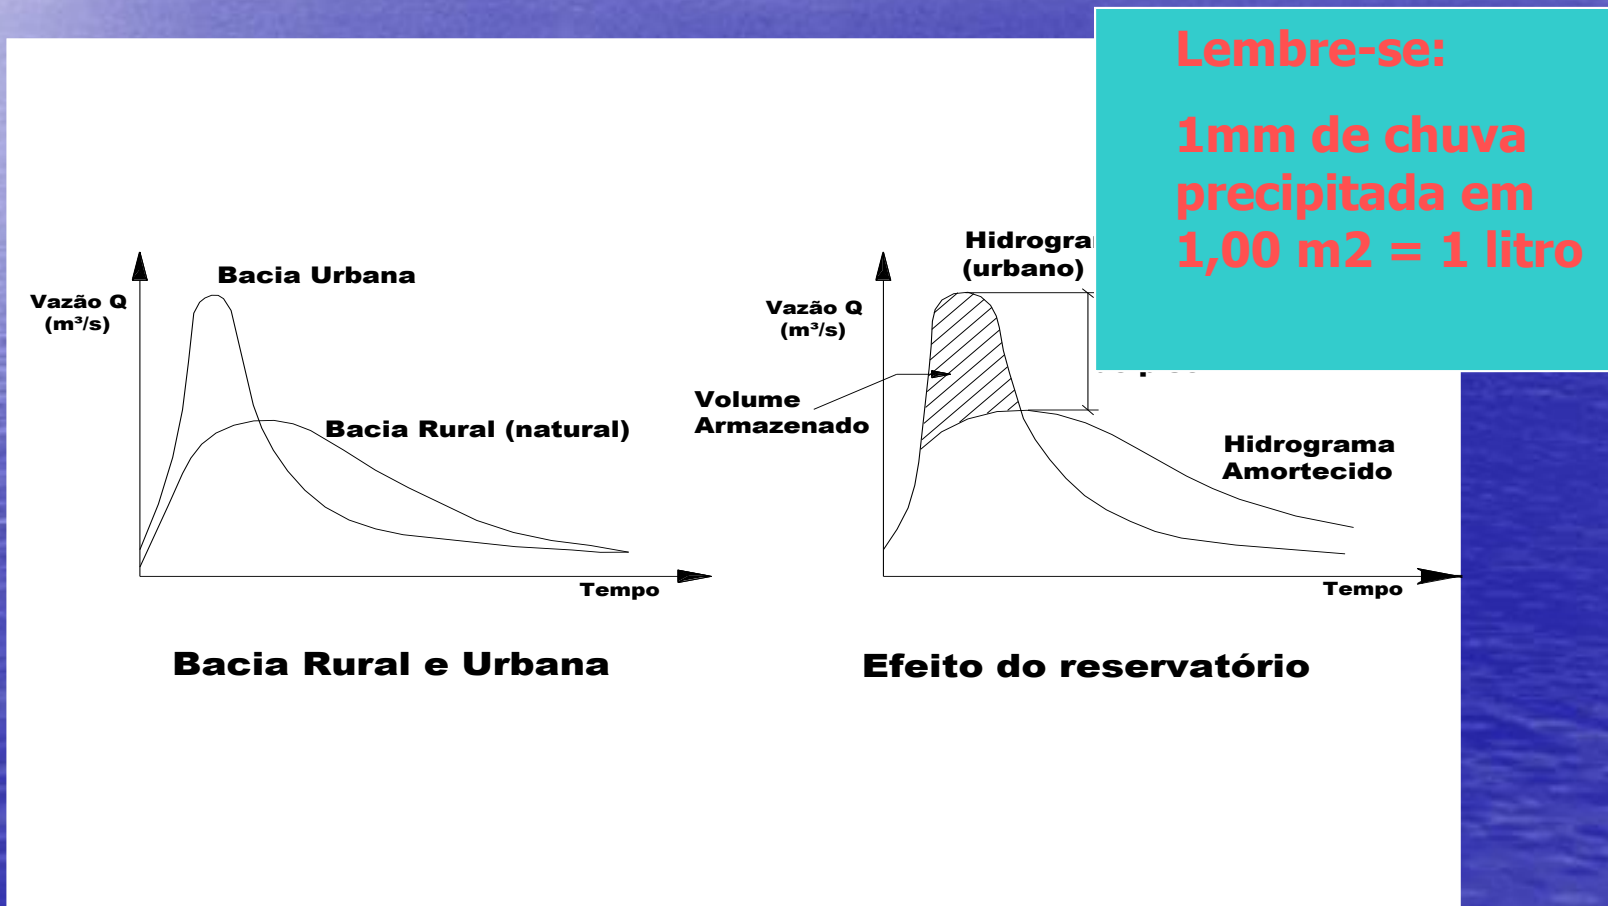 Lembre-se:
1mm de chuva
precipitada em
1,00 m2 = 1 litro
Bacia Urbana
Vazão Q
(m³/s)
Bacia Rural (natural)
Tempo
Bacia Rural e Urbana
(urbano)
Vazão Q
(m³/s)
Volume
Armazenado
Hidrograma
Amortecido
Tempo
Efeito do reservatório